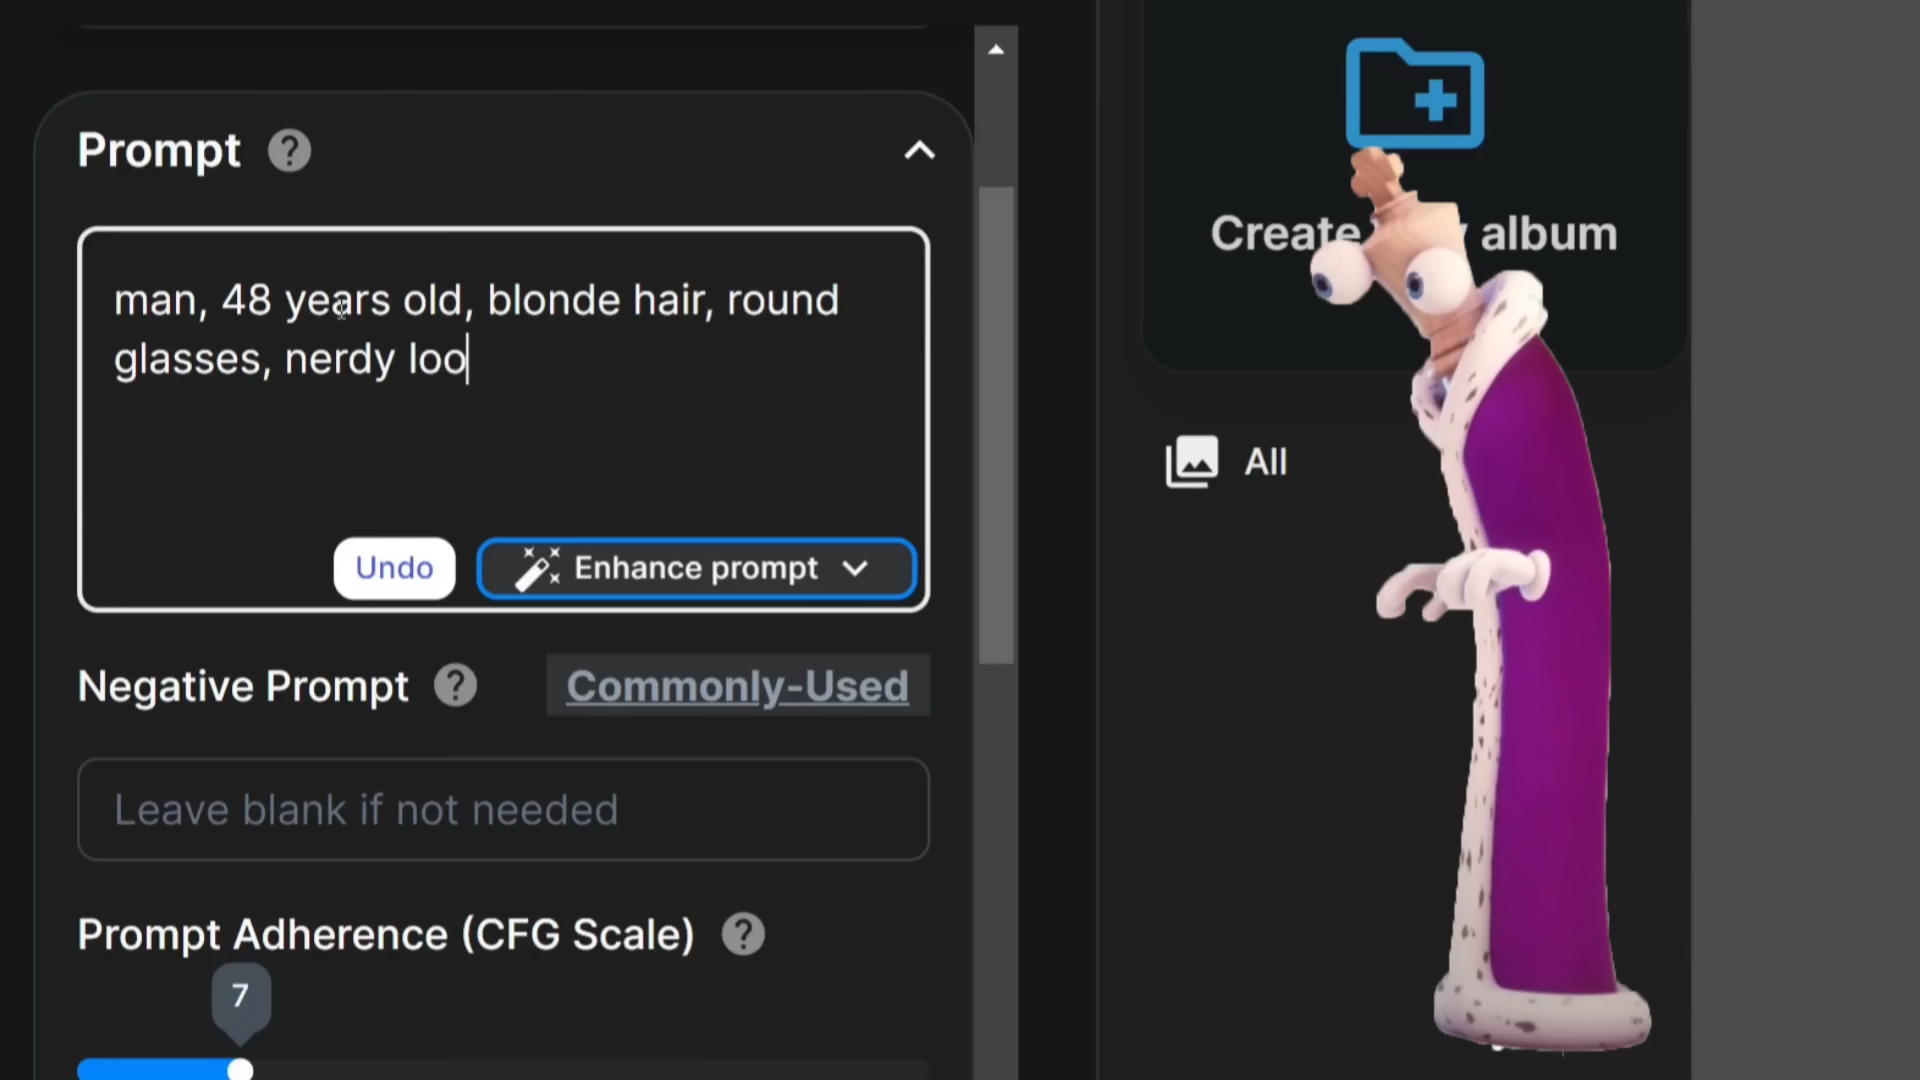 Prompt ?
man, 48 years old, blonde hair, round
glasses, nerdy loo
Undo
Enhance prompt
Negative Prompt ?
Commonly-Used
Leave blank if not needed
Prompt Adherence (CFG Scale) ?
7
Create album
All